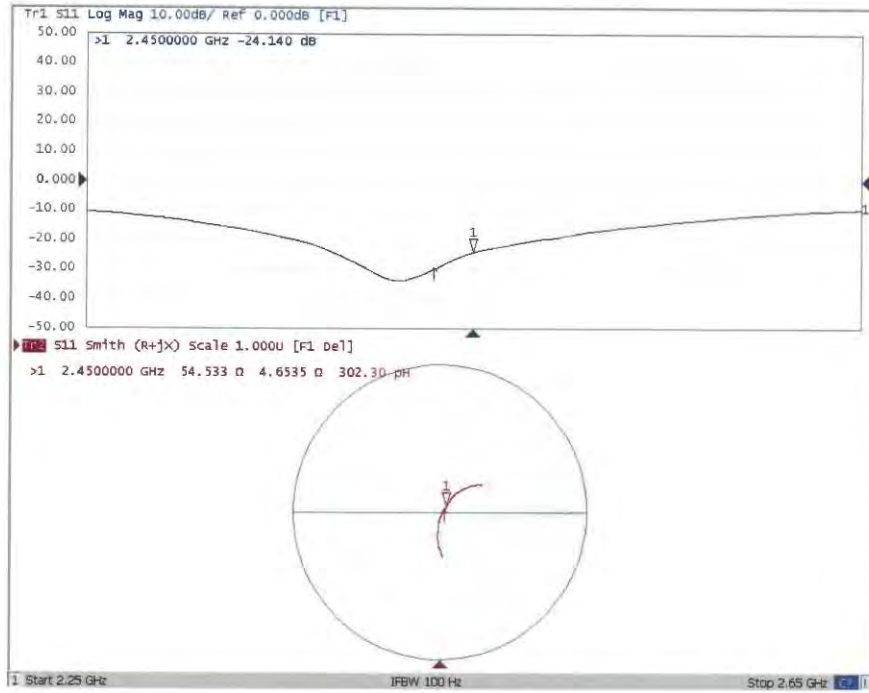 Tr1 S11 Log Mag 10.00dB/ Ref 0.000dB [F1]
50.00
>1 2.4500000 GHz -24.140 dB
40.00
30.00
20.00
10.00
0.000
-10.00
1
-20.00
1
-30.00
-40.00
-50.00
Tr2 S11 Smith (R+jX) Scale 1.000U [F1 Del]
>1 2.4500000 GHz 54.533 Ω 4.6535 Ω 302.30 pH
1
1 Start 2.25 GHz IFBW 100 Hz Stop 2.65 GHz